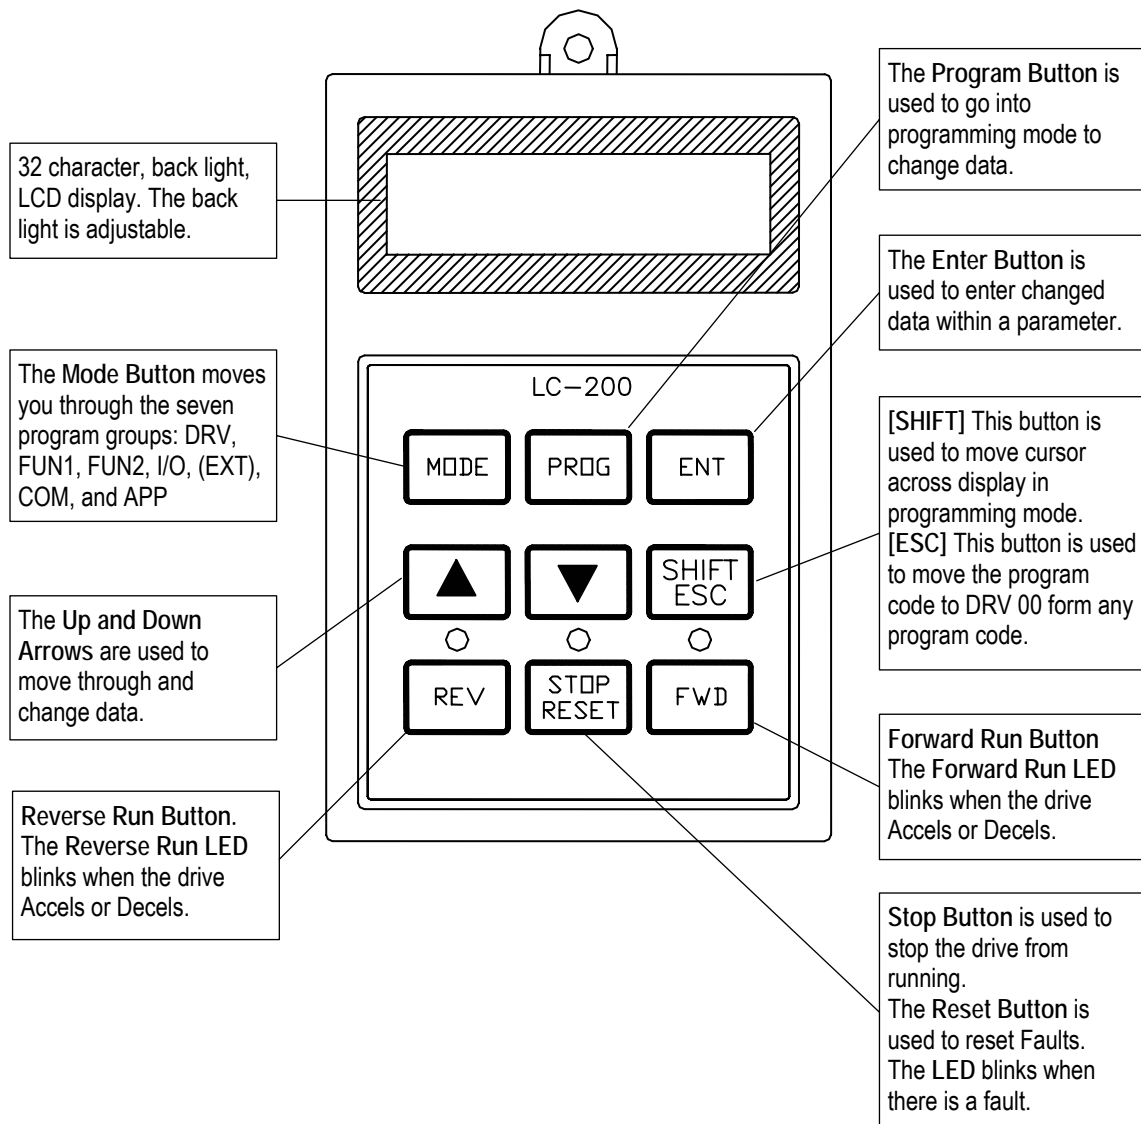 32 character, back light,
LCD display. The back
light is adjustable.
The Mode Button moves
you through the seven
program groups: DRV,
FUN1, FUN2, I/O, (EXT),
COM, and APP
The Up and Down
Arrows are used to
move through and
change data.
Reverse Run Button.
The Reverse Run LED
blinks when the drive
Accels or Decels.
LC-200
MODE
PROG
ENT
SHIFT
ESC
REV
STOP
RESET
FWD
The Program Button is
used to go into
programming mode to
change data.
The Enter Button is
used to enter changed
data within a parameter.
[SHIFT] This button is
used to move cursor
across display in
programming mode.
[ESC] This button is used
to move the program
code to DRV 00 form any
program code.
Forward Run Button
The Forward Run LED
blinks when the drive
Accels or Decels.
Stop Button is used to
stop the drive from
running.
The Reset Button is
used to reset Faults.
The LED blinks when
there is a fault.